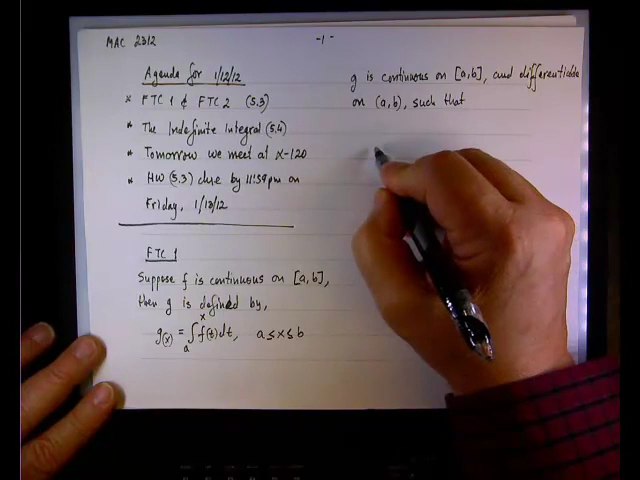 MAC 2312
-1-
Agenda for 1/12/12
* FTC 1 & FTC 2 (5.3)
* The Indefinite Integral (5.4)
* Tomorrow we meet at X-120
* HW (5.3) due by 11:59pm on
Friday, 1/13/12
FTC 1
Suppose f is continuous on [a,b],
then g is defined by,
g(x) = ∫ₐˣ f(t)dt, a ≤ x ≤ b
g is continuous on [a,b], and differentiable
on (a,b), such that